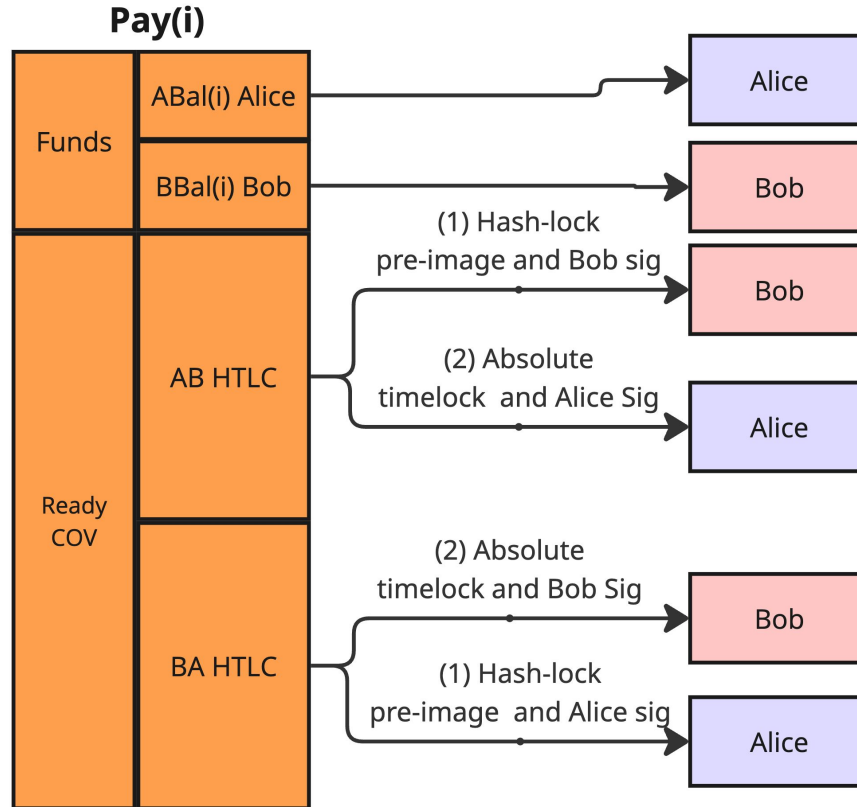 Pay(i)
Funds
ABal(i) Alice
Alice
BBal(i) Bob
Bob
(1) Hash-lock
pre-image and Bob sig
Bob
AB HTLC
(2) Absolute
timelock  and Alice Sig
Alice
Ready
COV
(2) Absolute
timelock and Bob Sig
Bob
BA HTLC
(1) Hash-lock
pre-image  and Alice sig
Alice